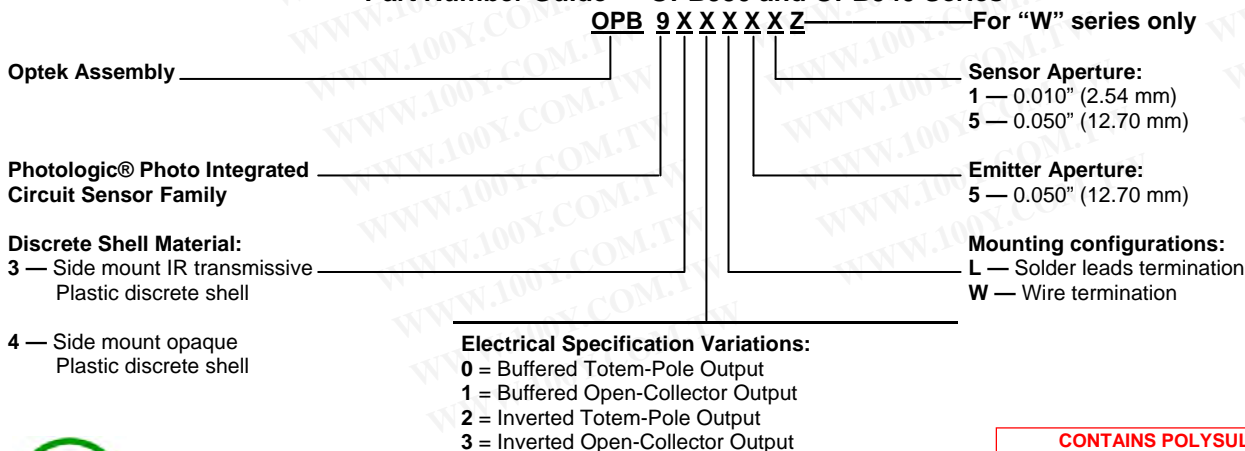 OPB 9 X X X X X Z For “W” series only
Optek Assembly
Photologic® Photo Integrated
Circuit Sensor Family
Discrete Shell Material:
3 — Side mount IR transmissive
Plastic discrete shell
4 — Side mount opaque
Plastic discrete shell
Electrical Specification Variations:
0 = Buffered Totem-Pole Output
1 = Buffered Open-Collector Output
2 = Inverted Totem-Pole Output
3 = Inverted Open-Collector Output
Sensor Aperture:
1 — 0.010” (2.54 mm)
5 — 0.050” (12.70 mm)
Emitter Aperture:
5 — 0.050” (12.70 mm)
Mounting configurations:
L — Solder leads termination
W — Wire termination
CONTAINS POLYSUL
WWW.100Y.COM.TW